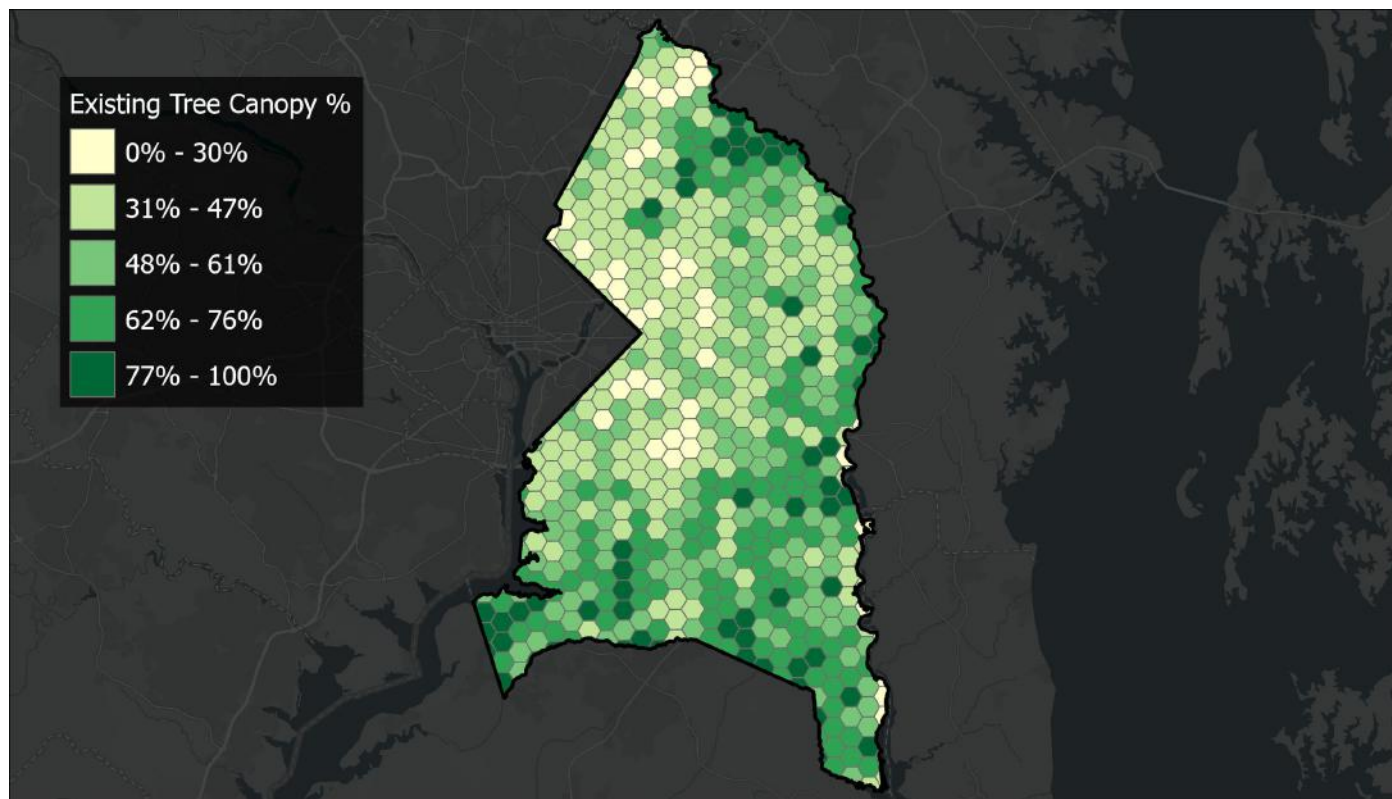 Existing Tree Canopy %
0% - 30%
31% - 47%
48% - 61%
62% - 76%
77% - 100%